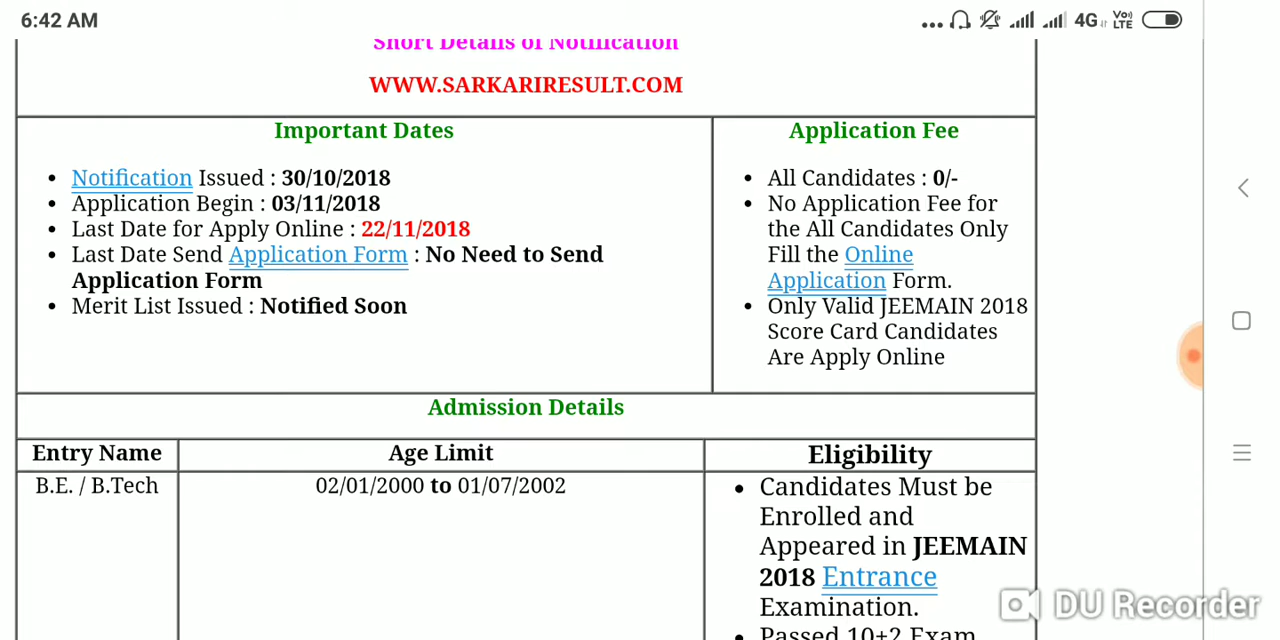 6:42 AM
4G VoLTE
Short Details of Notification
WWW.SARKARIRESULT.COM
Important Dates
Notification Issued : 30/10/2018
Application Begin : 03/11/2018
Last Date for Apply Online : 22/11/2018
Last Date Send Application Form : No Need to Send
Application Form
Merit List Issued : Notified Soon
Application Fee
All Candidates : 0/-
No Application Fee for
the All Candidates Only
Fill the Online
Application Form.
Only Valid JEEMAIN 2018
Score Card Candidates
Are Apply Online
Admission Details
Entry Name
Age Limit
Eligibility
B.E. / B.Tech
02/01/2000 to 01/07/2002
Candidates Must be
Enrolled and
Appeared in JEEMAIN
2018 Entrance
Examination.
Passed 10+2 Exam
DU Recorder